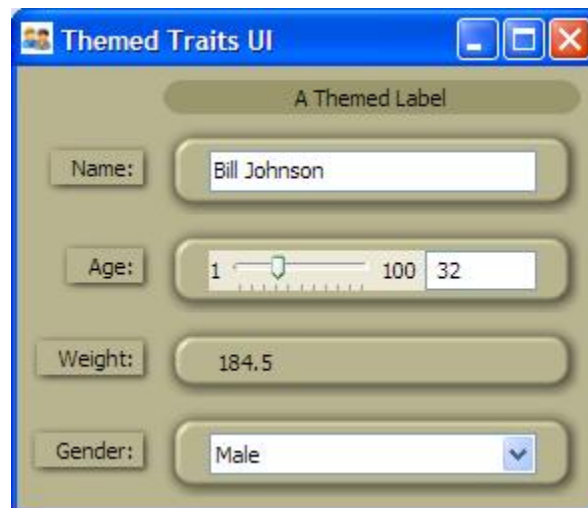 Themed Traits UI
A Themed Label
Name: Bill Johnson
Age: 1 100 32
Weight: 184.5
Gender: Male